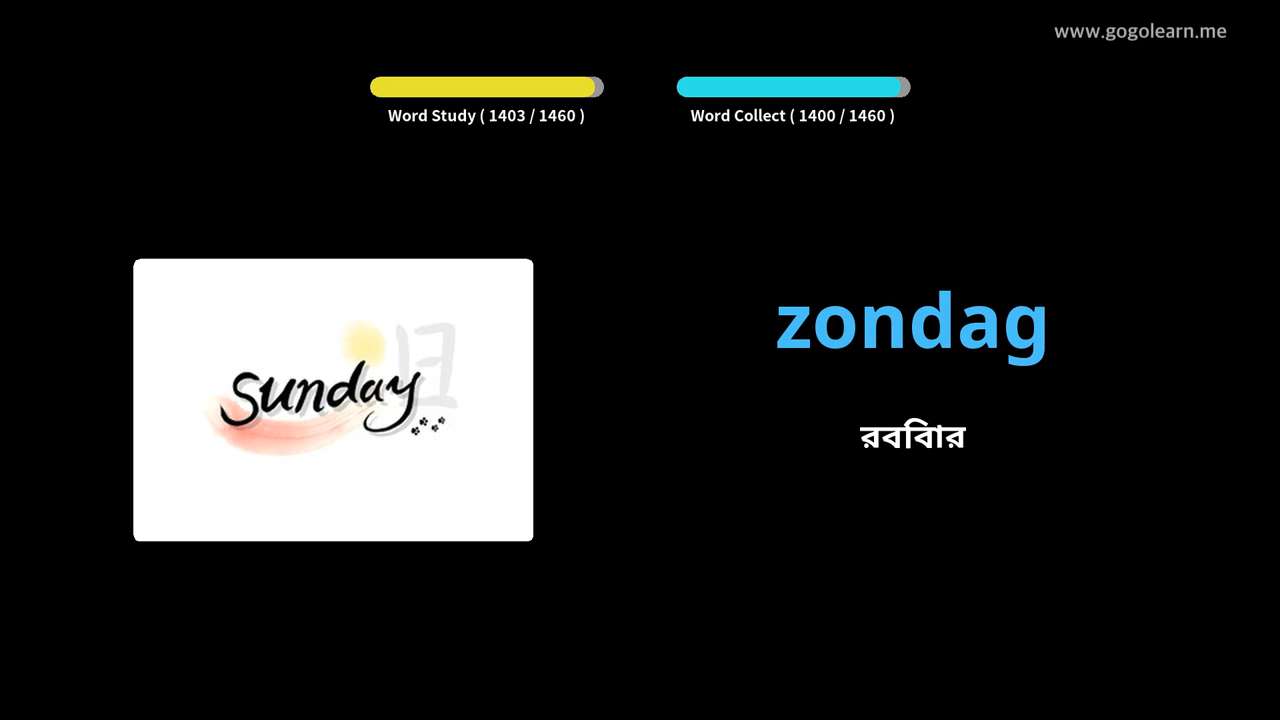 www.gogolearn.me
Word Study ( 1403 / 1460 )
Word Collect ( 1400 / 1460 )
Sunday
zondag
রবিবার